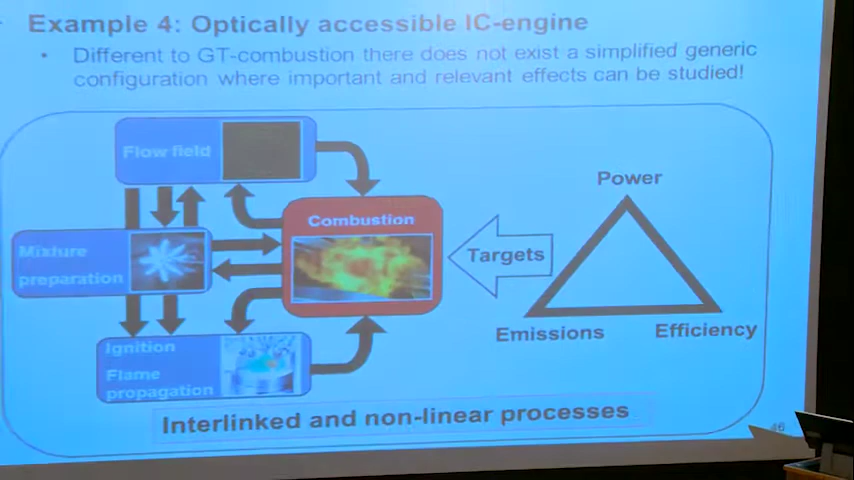 Example 4: Optically accessible IC-engine
• Different to GT-combustion there does not exist a simplified generic
configuration where important and relevant effects can be studied!
Flow field
Combustion
Mixture
preparation
Ignition
Flame
propagation
Targets
Power
Emissions
Efficiency
Interlinked and non-linear processes
46